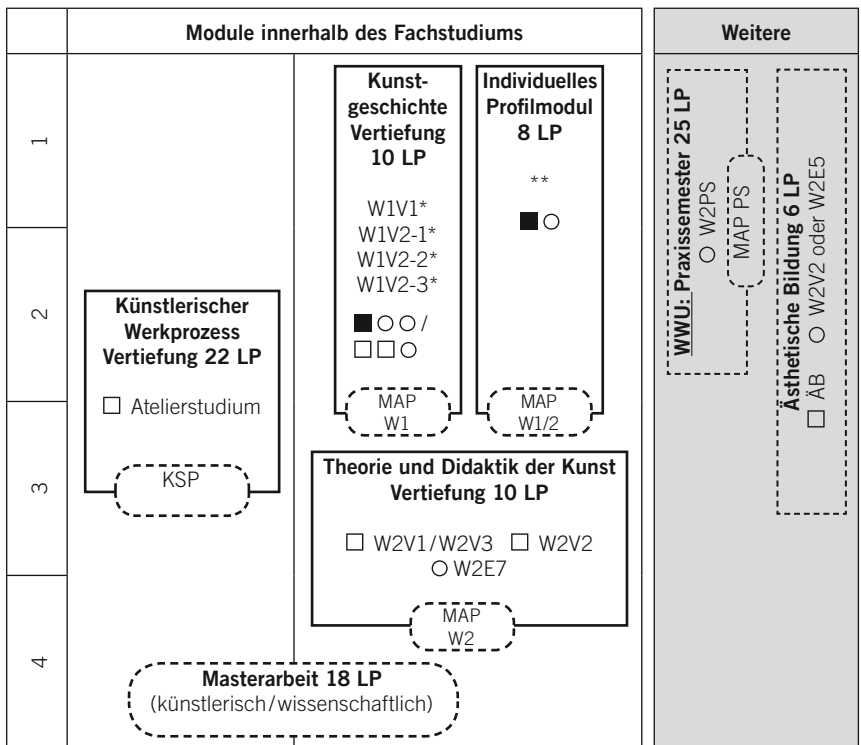 Module innerhalb des Fachstudiums
Weitere
1
2
3
4
Kunst-
geschichte
Vertiefung
10 LP
W1V1*
W1V2-1*
W1V2-2*
W1V2-3*
■○○/
□□○
MAP
W1
Individuelles
Profilmodul
8 LP
**
■○
MAP
W1/2
Künstlerischer
Werkprozess
Vertiefung 22 LP
□ Atelierstudium
KSP
Theorie und Didaktik der Kunst
Vertiefung 10 LP
□ W2V1/W2V3 □ W2V2
○ W2E7
MAP
W2
Masterarbeit 18 LP
(künstlerisch/wissenschaftlich)
WWU: Praxissemester 25 LP
○ W2PS
MAP PS
Ästhetische Bildung 6 LP
□ ÄB ○ W2V2 oder W2E5